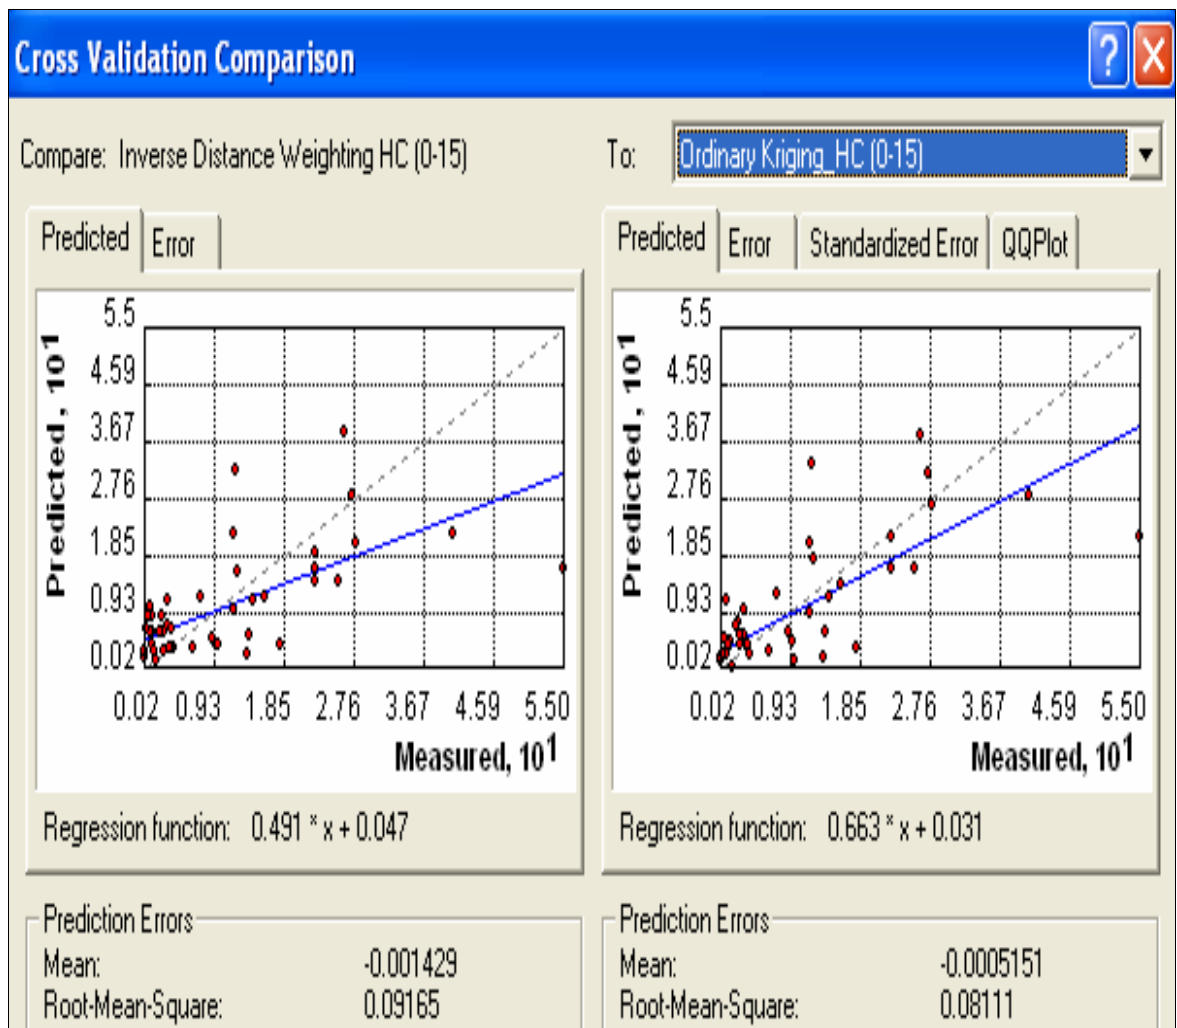 Cross Validation Comparison
Compare: Inverse Distance Weighting HC (0-15)
To: Ordinary Kriging_HC (0-15)
Predicted Error
5.5
4.59
3.67
2.76
1.85
0.93
0.02
Predicted, 10¹
0.02 0.93 1.85 2.76 3.67 4.59 5.50
Measured, 10¹
Regression function: 0.491 * x + 0.047
Prediction Errors
Mean: -0.001429
Root-Mean-Square: 0.09165
Predicted Error Standardized Error QQPlot
5.5
4.59
3.67
2.76
1.85
0.93
0.02
Predicted, 10¹
0.02 0.93 1.85 2.76 3.67 4.59 5.50
Measured, 10¹
Regression function: 0.663 * x + 0.031
Prediction Errors
Mean: -0.0005151
Root-Mean-Square: 0.08111